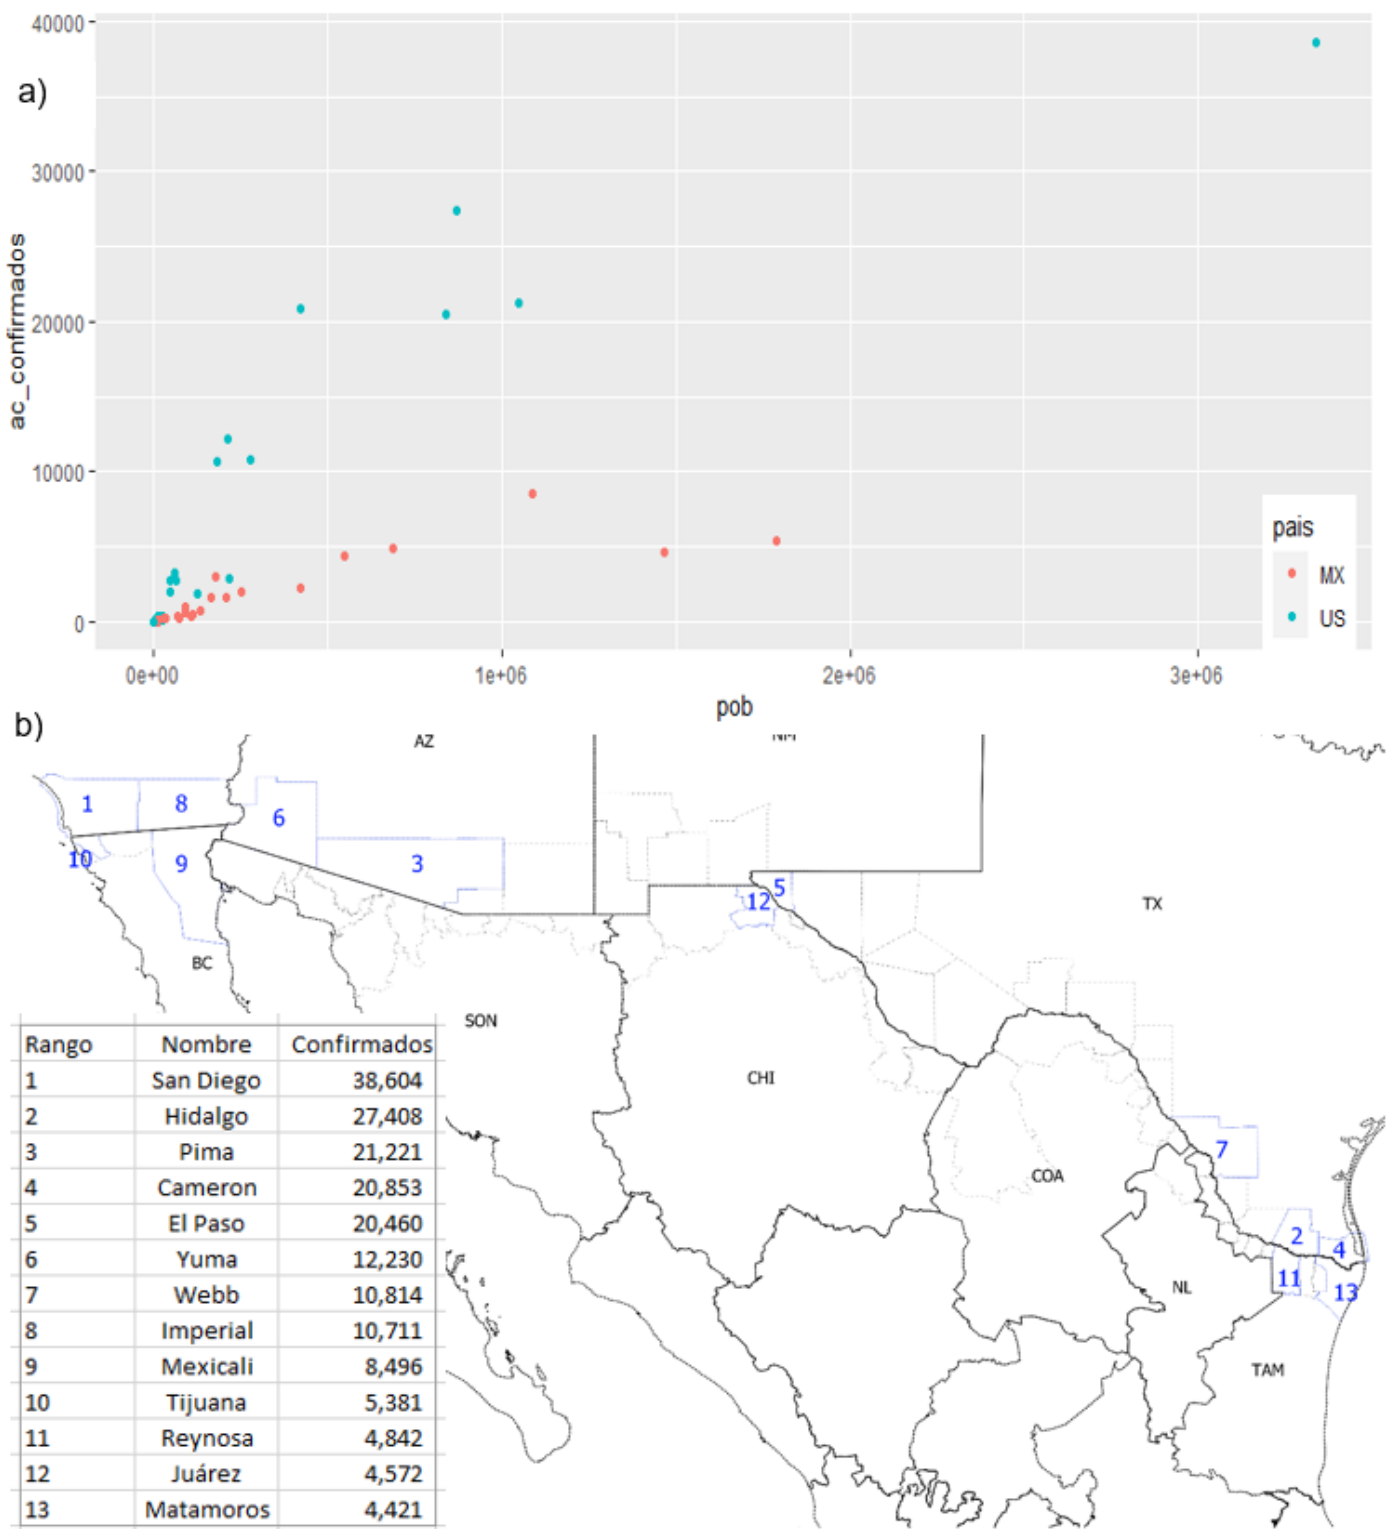 a)
40000
30000
20000
10000
0
ac_confirmados
0e+00 1e+06 2e+06 3e+06
pob
pais
MX
US
b)
AZ
NM
TX
BC
SON
CHI
COA
NL
TAM
1
8
6
10
9
3
5
12
7
2
4
11
13
Rango Nombre Confirmados
1 San Diego 38,604
2 Hidalgo 27,408
3 Pima 21,221
4 Cameron 20,853
5 El Paso 20,460
6 Yuma 12,230
7 Webb 10,814
8 Imperial 10,711
9 Mexicali 8,496
10 Tijuana 5,381
11 Reynosa 4,842
12 Juárez 4,572
13 Matamoros 4,421